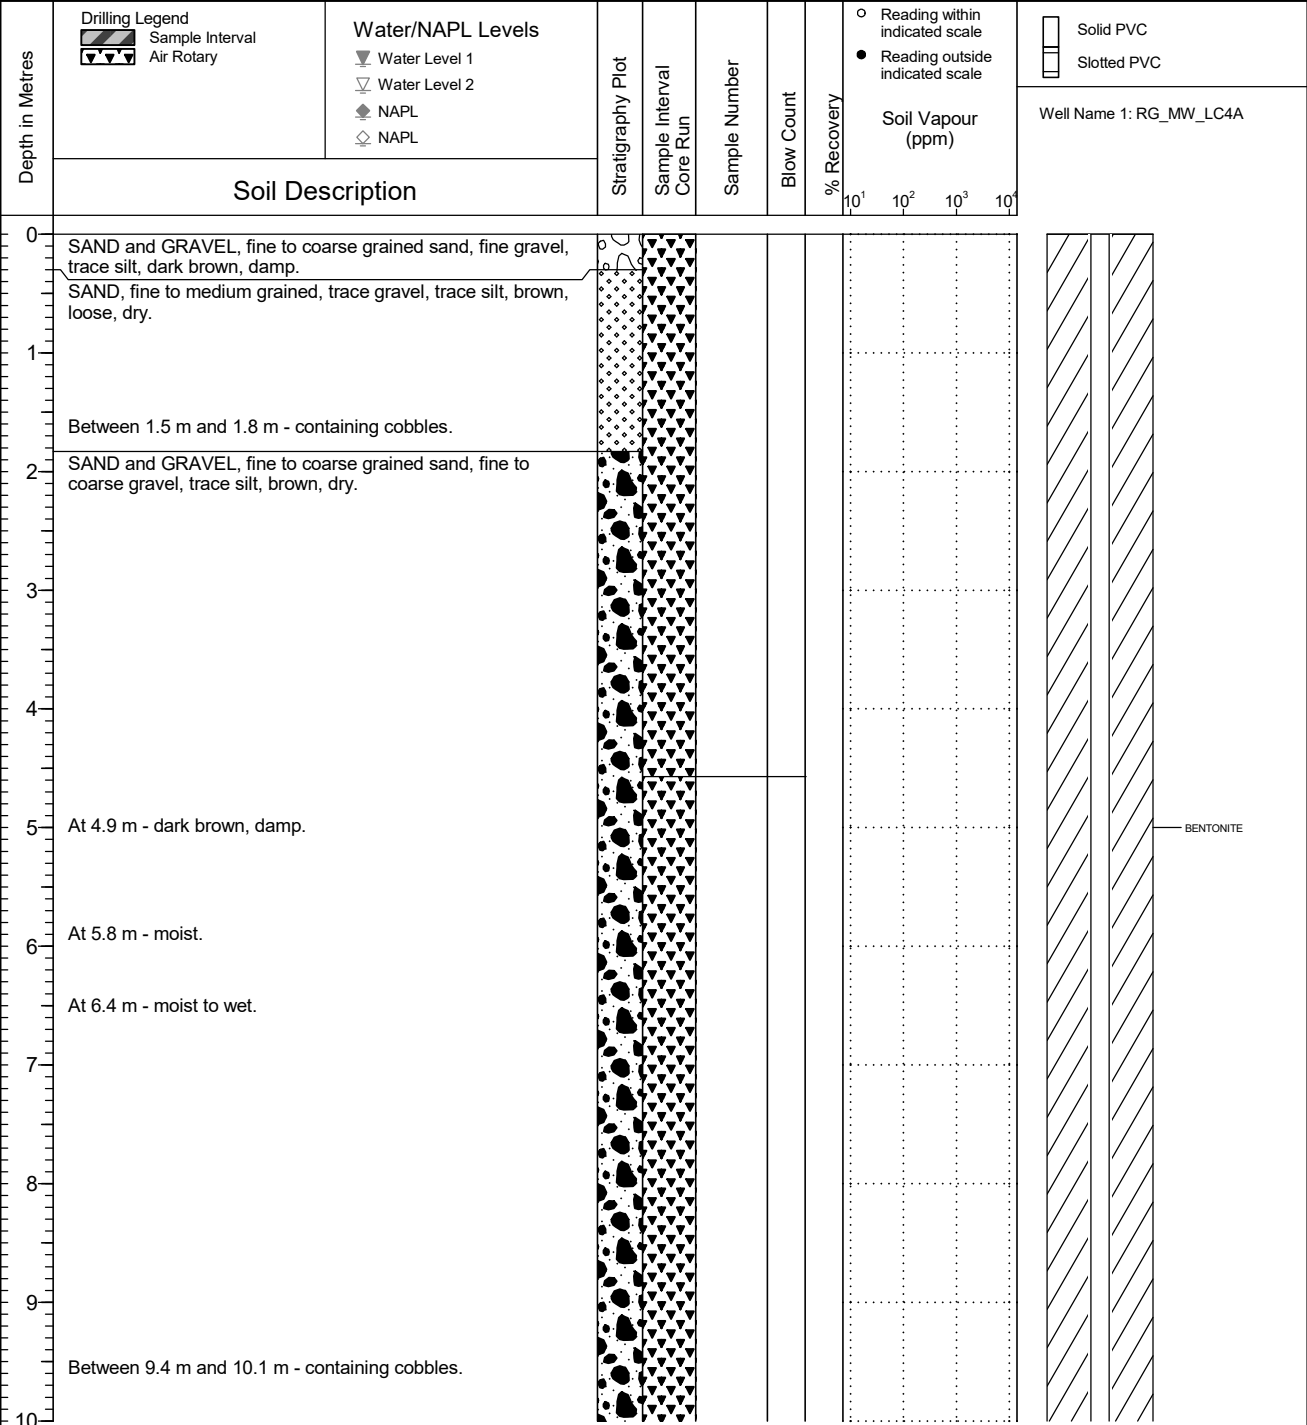 Depth in Metres
Drilling Legend
Sample Interval
Air Rotary
Water/NAPL Levels
Water Level 1
Water Level 2
NAPL
NAPL
Soil Description
Stratigraphy Plot
Sample Interval
Core Run
Sample Number
Blow Count
% Recovery
Reading within
indicated scale
Reading outside
indicated scale
Soil Vapour
(ppm)
10¹ 10² 10³ 10⁴
Solid PVC
Slotted PVC
Well Name 1: RG_MW_LC4A
0
SAND and GRAVEL, fine to coarse grained sand, fine gravel,
trace silt, dark brown, damp.
SAND, fine to medium grained, trace gravel, trace silt, brown,
loose, dry.
1
Between 1.5 m and 1.8 m - containing cobbles.
SAND and GRAVEL, fine to coarse grained sand, fine to
2
coarse gravel, trace silt, brown, dry.
3
4
5
At 4.9 m - dark brown, damp.
BENTONITE
At 5.8 m - moist.
6
At 6.4 m - moist to wet.
7
8
9
Between 9.4 m and 10.1 m - containing cobbles.
10